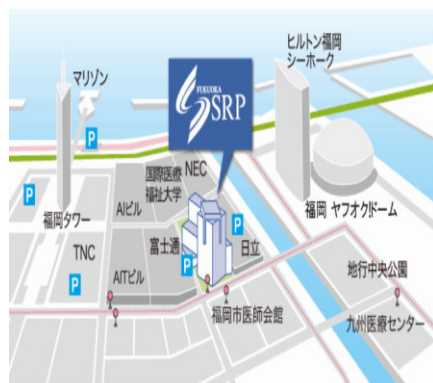 ヒルトン福岡
シーホーク
マリゾン
FUKUOKA
SRP
P
国際医療
福祉大学
NEC
P
AIビル
福岡タワー
P
福岡 ヤフオクドーム
富士通
日立
TNC
P
AITビル
P
地行中央公園
福岡市医師会館
九州医療センター